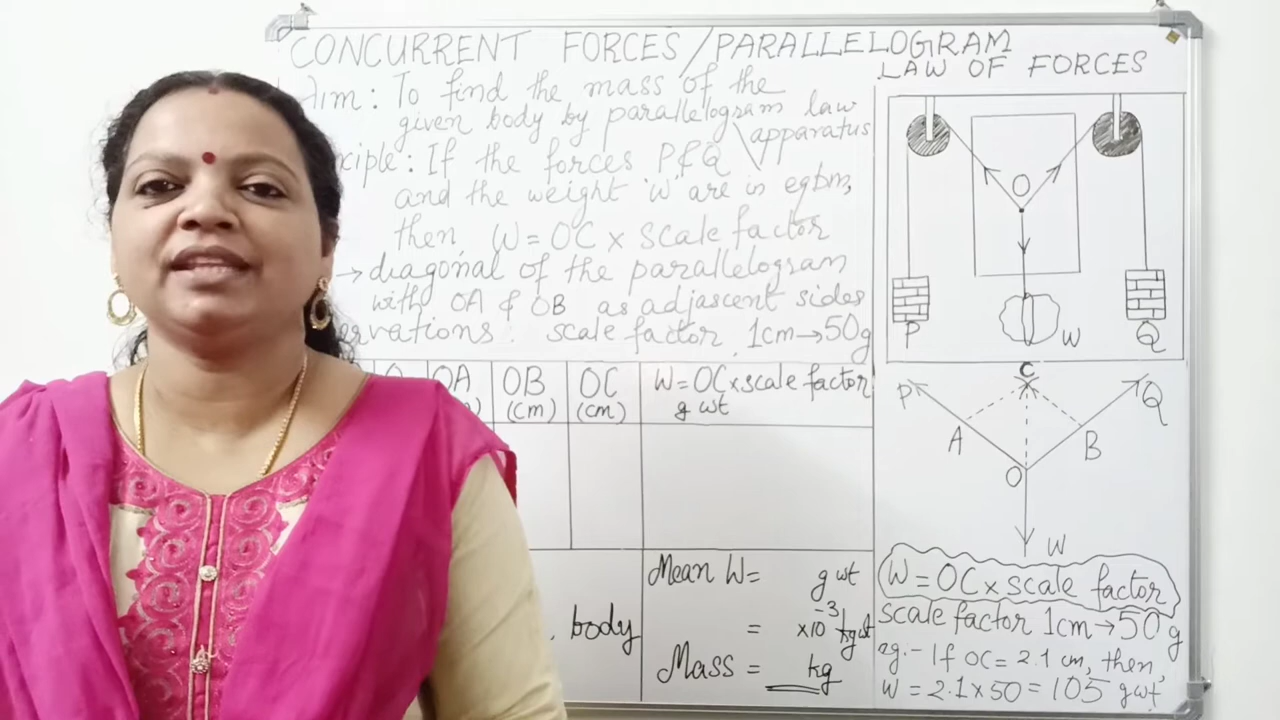 CONCURRENT FORCES/PARALLELOGRAM
LAW OF FORCES
Aim: To find the mass of the
given body by parallelogram law
apparatus
ciple: If the forces P & Q
and the weight 'W' are in eqbm,
then, W = OC × scale factor
→ diagonal of the parallelogram
with OA & OB as adjascent sides
ervations: scale factor, 1cm → 50g
OA
OB
(cm)
OC
(cm)
W = OC × scale factor
g wt
Mean W = g wt
= ×10⁻³ kgwt
Mass = kg
body
O
P
W
Q
C
P
Q
A
B
O
W
W = OC × scale factor
scale factor 1cm → 50 g
eg:- If OC = 2.1 cm, then,
W = 2.1 × 50 = 105 gwt